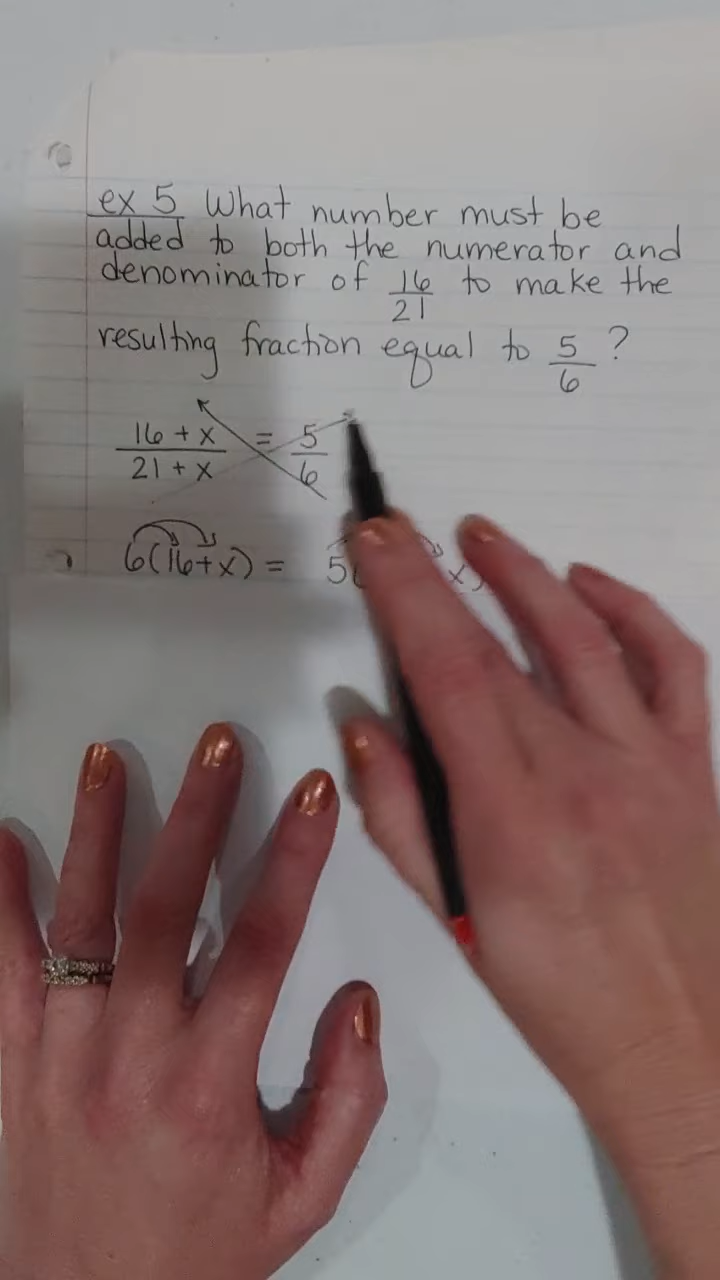 ex 5 What number must be
added to both the numerator and
denominator of 16/21 to make the
resulting fraction equal to 5/6 ?
16 + x / 21 + x = 5/6
6(16+x) = 5( x)